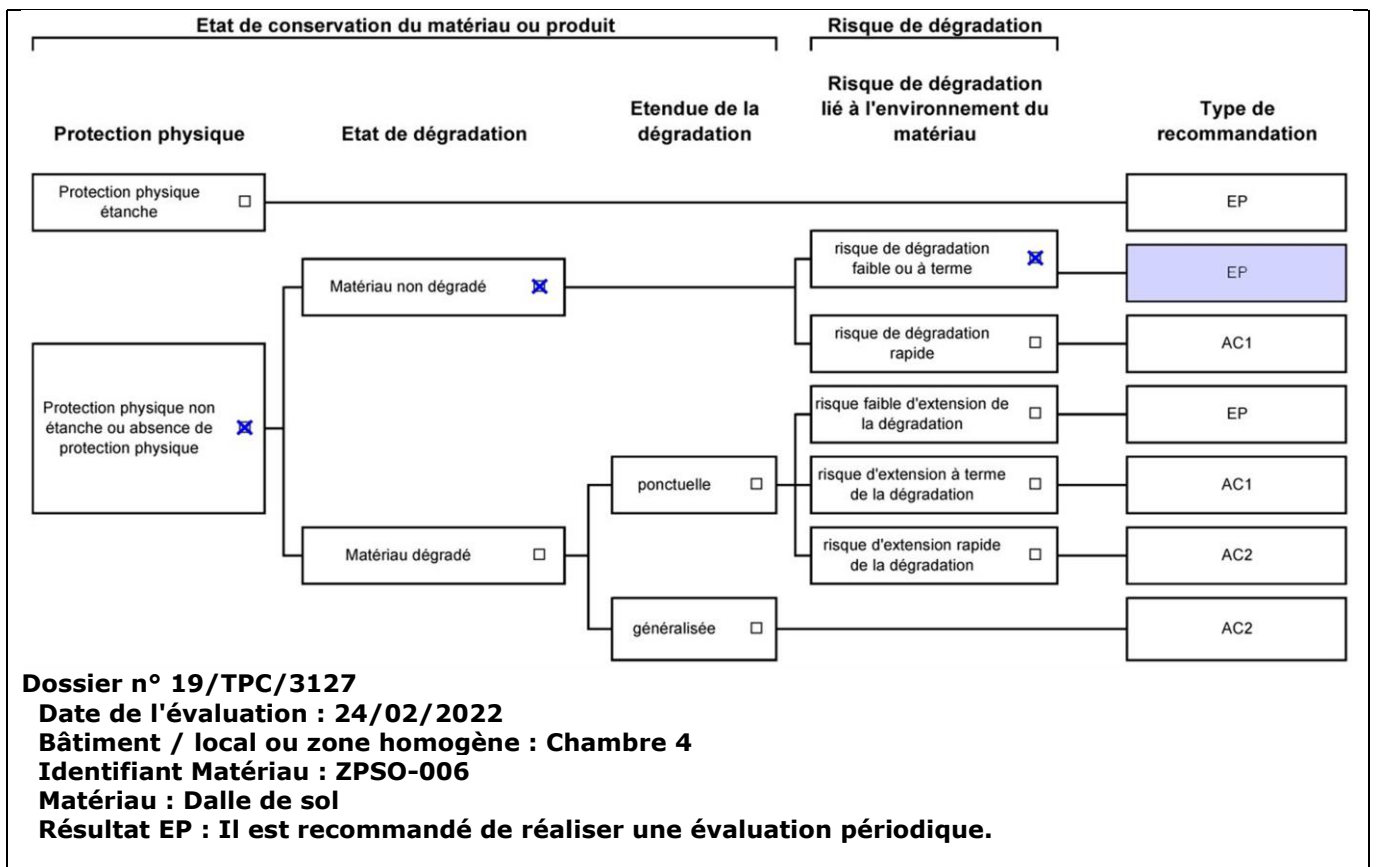 Etat de conservation du matériau ou produit
Risque de dégradation
Protection physique
Etat de dégradation
Etendue de la
dégradation
Risque de dégradation
lié à l'environnement du
matériau
Type de
recommandation
Protection physique
étanche
EP
risque de dégradation
faible ou à terme
EP
Matériau non dégradé
risque de dégradation
rapide
AC1
Protection physique non
étanche ou absence de
protection physique
risque faible d'extension de
la dégradation
EP
ponctuelle
risque d'extension à terme
de la dégradation
AC1
Matériau dégradé
risque d'extension rapide
de la dégradation
AC2
généralisée
AC2
Dossier n° 19/TPC/3127
Date de l'évaluation : 24/02/2022
Bâtiment / local ou zone homogène : Chambre 4
Identifiant Matériau : ZPSO-006
Matériau : Dalle de sol
Résultat EP : Il est recommandé de réaliser une évaluation périodique.